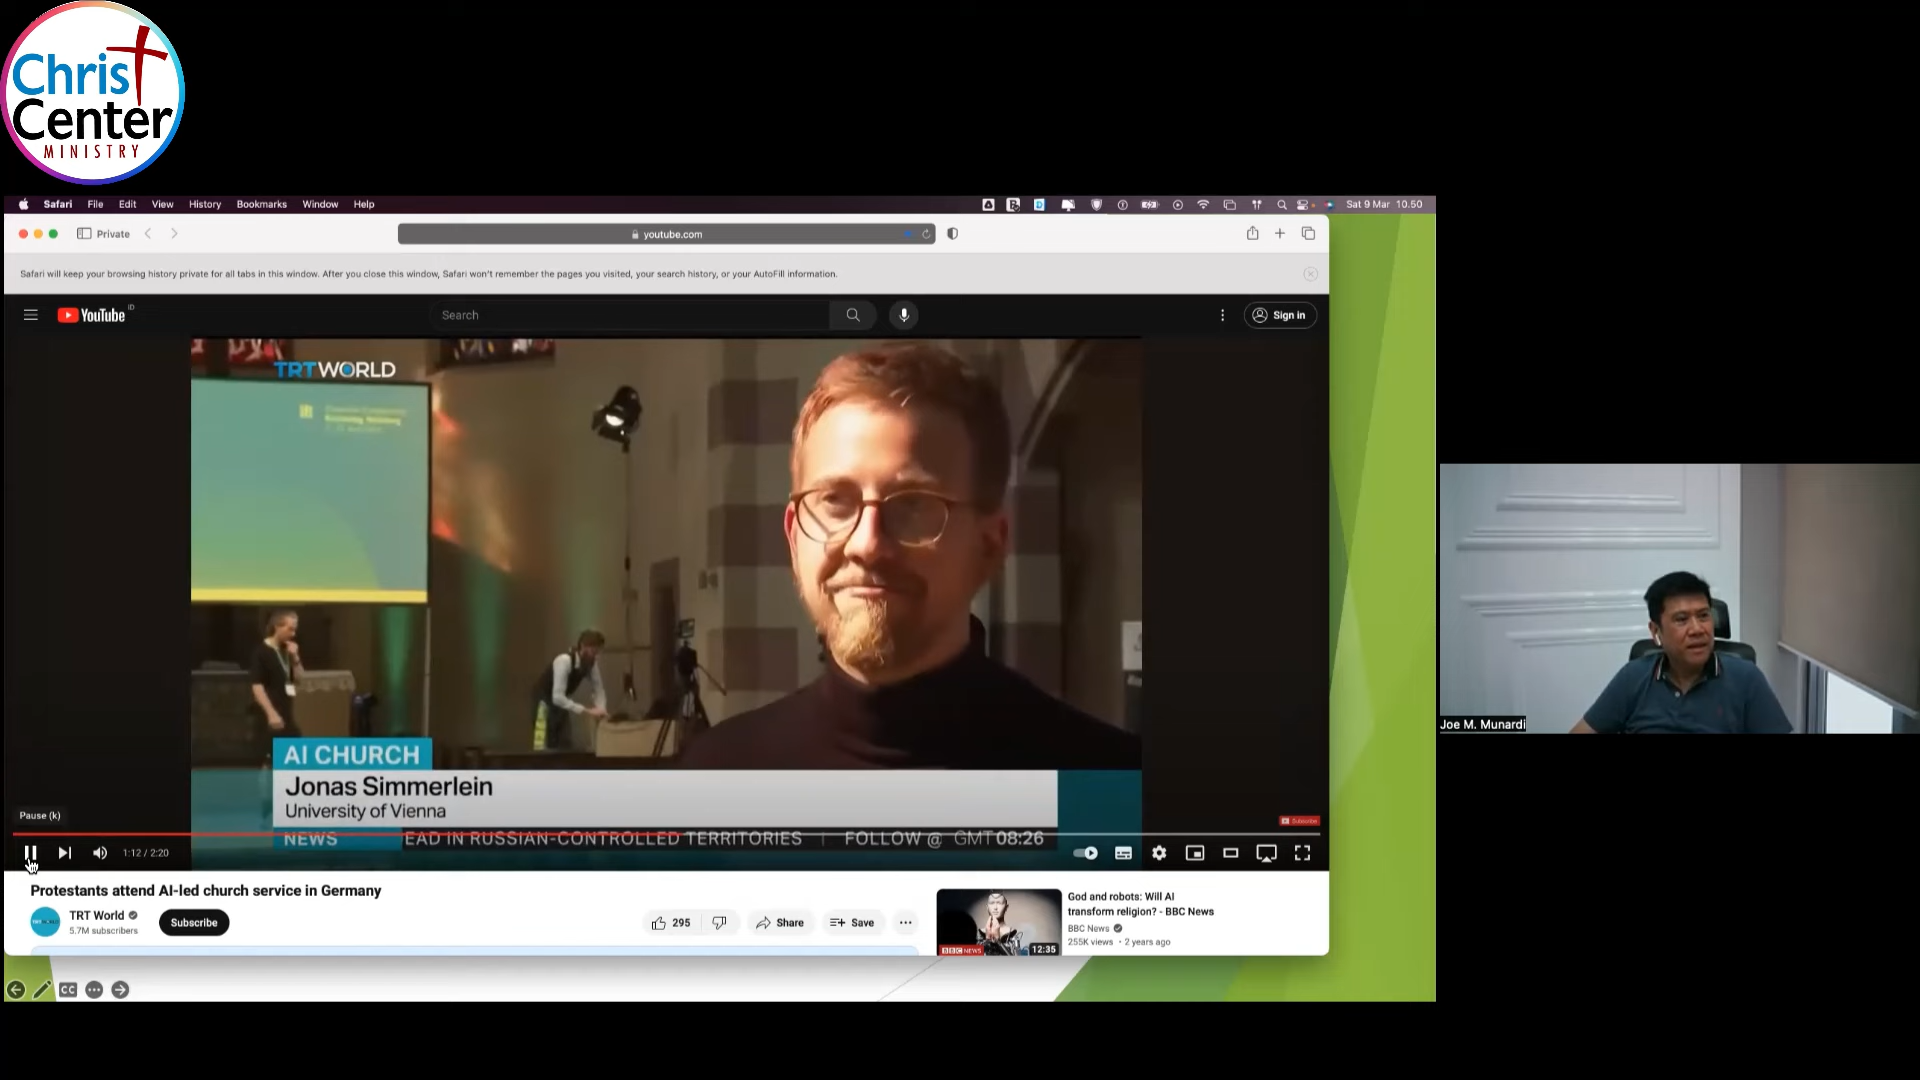 Christ
Center
MINISTRY
Safari File Edit View History Bookmarks Window Help
Sat 9 Mar 10.50
Private
youtube.com
Safari will keep your browsing history private for all tabs in this window. After you close this window, Safari won't remember the pages you visited, your search history, or your AutoFill information.
YouTube ID
Search
Sign in
TRT WORLD
AI CHURCH
Jonas Simmerlein
University of Vienna
NEWS EAD IN RUSSIAN-CONTROLLED TERRITORIES | FOLLOW @ GMT 08:26
Pause (k)
Subscribe
1:12 / 2:20
Protestants attend AI-led church service in Germany
TRT World
5.7M subscribers
Subscribe
295
Share
Save
God and robots: Will AI
transform religion? - BBC News
BBC News
255K views • 2 years ago
BBC NEWS
12:35
CC
Joe M. Munardi